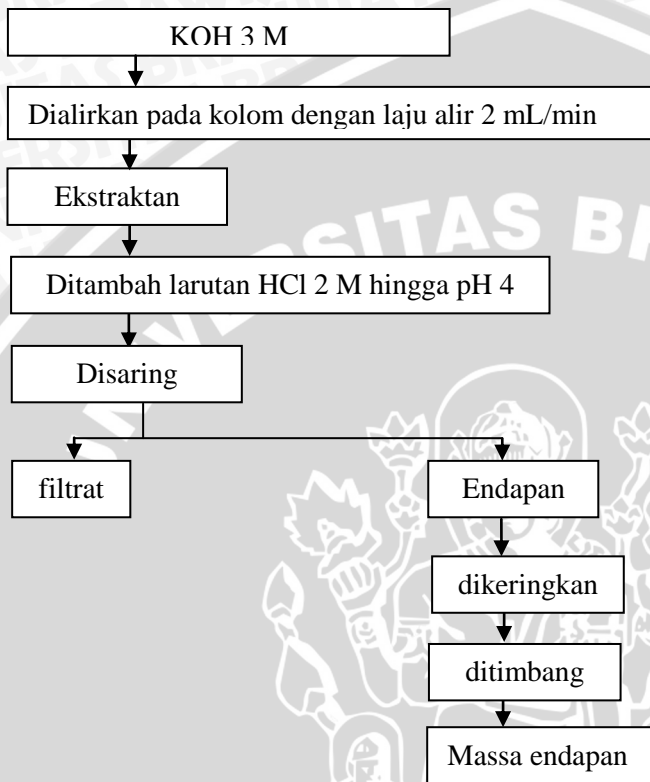 KOH 3 M
Dialirkan pada kolom dengan laju alir 2 mL/min
Ekstraktan
Ditambah larutan HCl 2 M hingga pH 4
Disaring
filtrat
Endapan
dikeringkan
ditimbang
Massa endapan